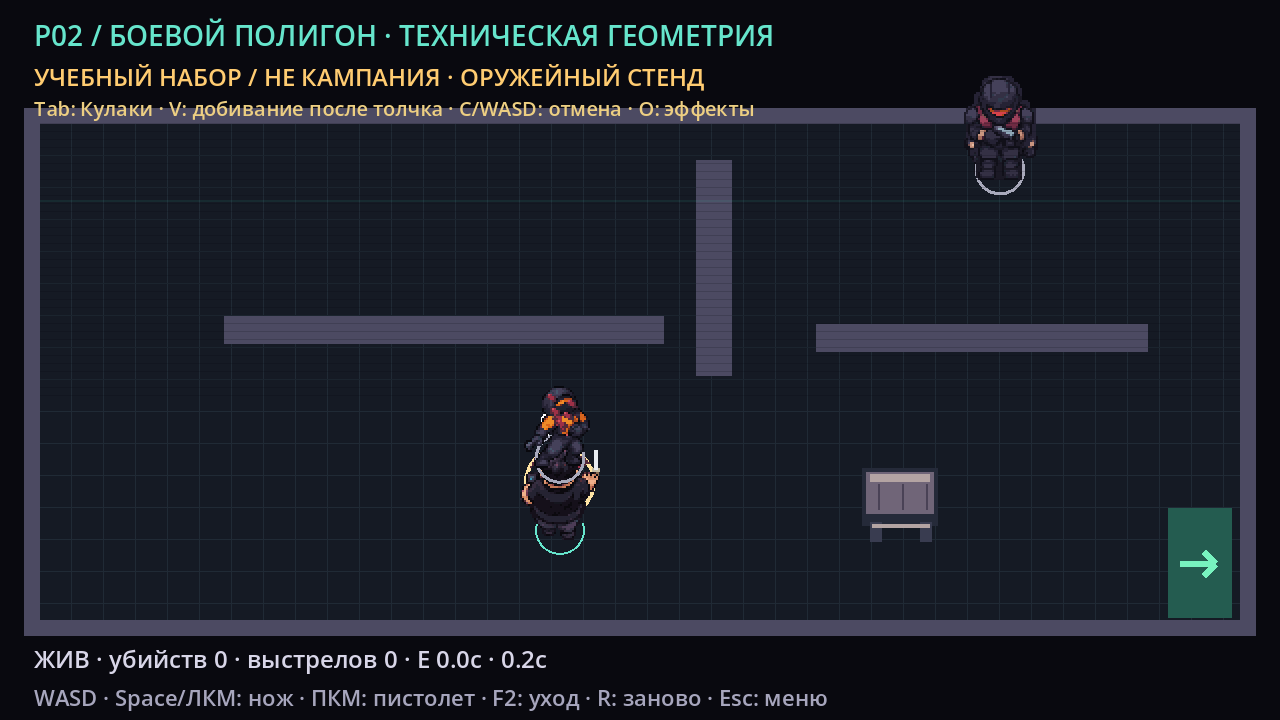 P02 / БОЕВОЙ ПОЛИГОН · ТЕХНИЧЕСКАЯ ГЕОМЕТРИЯ
УЧЕБНЫЙ НАБОР / НЕ КАМПАНИЯ · ОРУЖЕЙНЫЙ СТЕНД
Tab: Кулаки · V: добивание после толчка · C/WASD: отмена · O: эффекты
ЖИВ · убийств 0 · выстрелов 0 · E 0.0с · 0.2с
WASD · Space/ЛКМ: нож · ПКМ: пистолет · F2: уход · R: заново · Esc: меню